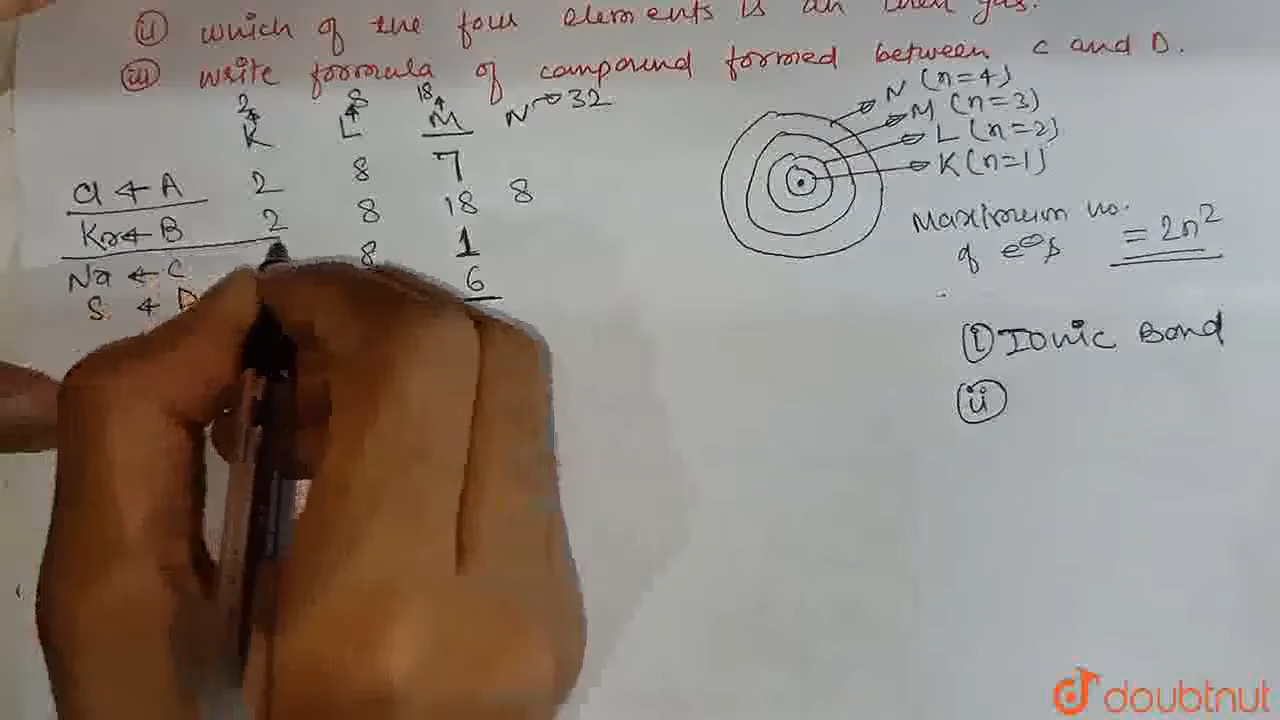 (ii) which of the four elements is an inert gas.
(iii) write formula of compound formed between C and D.
2 8 18
K L M N → 32
Cl ← A 2 8 7
Kr ← B 2 8 18 8
Na ← C 8 1
S ← D 6
N (n=4)
M (n=3)
L (n=2)
K (n=1)
Maximum no.
of e⊖s = 2n²
(i) Ionic Bond
(ii)
doubtnut